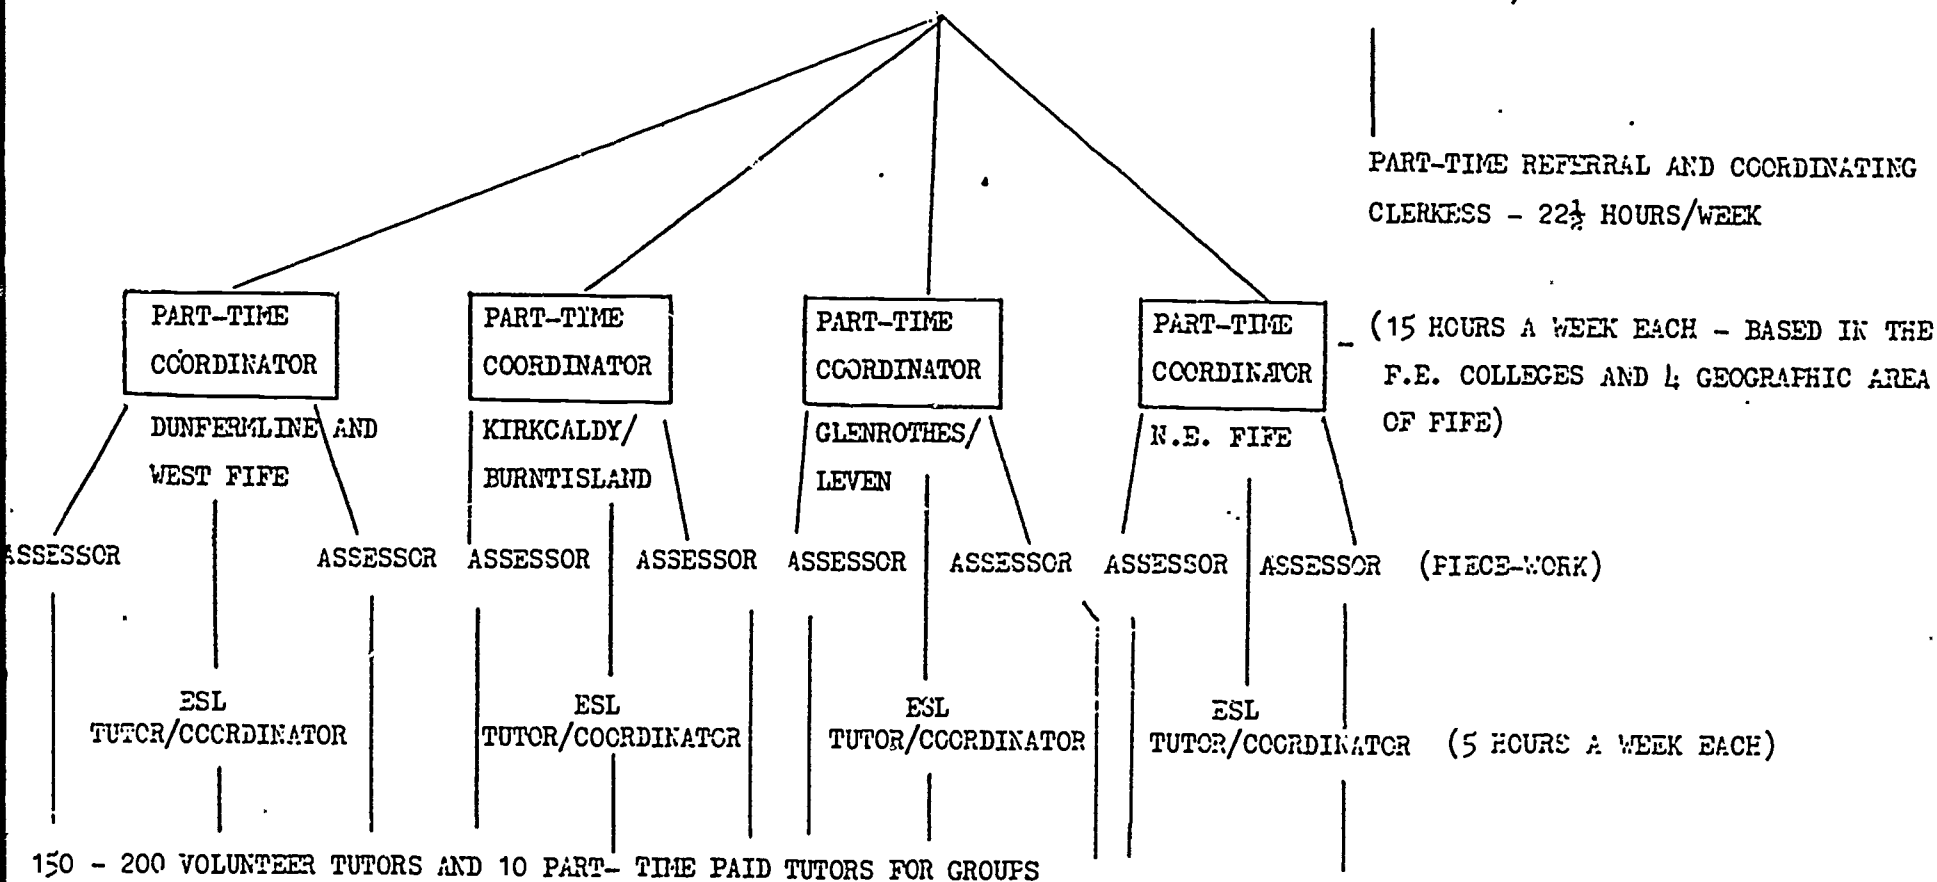 PART-TIME REFERRAL AND COORDINATING
CLERKESS - 22½ HOURS/WEEK
PART-TIME
COORDINATOR
DUNFERMLINE AND
WEST FIFE
PART-TIME
COORDINATOR
KIRKCALDY/
BURNTISLAND
PART-TIME
COORDINATOR
GLENROTHES/
LEVEN
PART-TIME
COORDINATOR
N.E. FIFE
(15 HOURS A WEEK EACH - BASED IN THE
F.E. COLLEGES AND 4 GEOGRAPHIC AREA
OF FIFE)
ASSESSOR ASSESSOR ASSESSOR ASSESSOR ASSESSOR ASSESSOR ASSESSOR ASSESSOR (PIECE-WORK)
ESL
TUTOR/COORDINATOR
ESL
TUTOR/COORDINATOR
ESL
TUTOR/COORDINATOR
ESL
TUTOR/COORDINATOR (5 HOURS A WEEK EACH)
150 - 200 VOLUNTEER TUTORS AND 10 PART- TIME PAID TUTORS FOR GROUPS